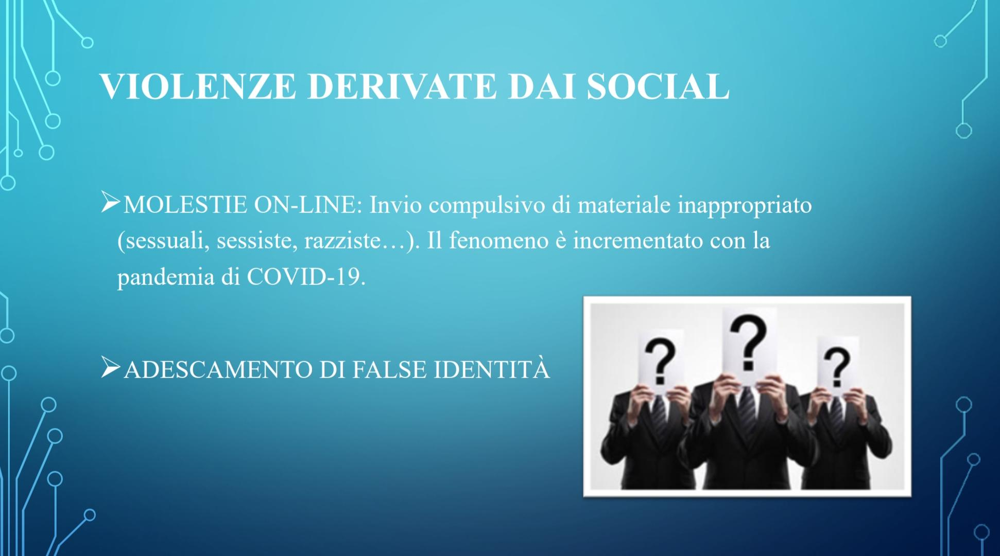 VIOLENZE DERIVATE DAI SOCIAL
➢MOLESTIE ON-LINE: Invio compulsivo di materiale inappropriato
(sessuali, sessiste, razziste…). Il fenomeno è incrementato con la
pandemia di COVID-19.
➢ADESCAMENTO DI FALSE IDENTITÀ
? ? ?